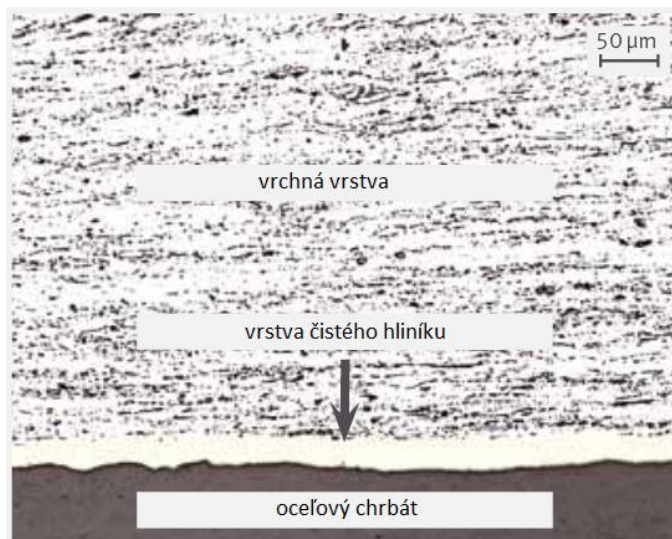 50 µm
vrchná vrstva
vrstva čistého hliníku
oceľový chrbát